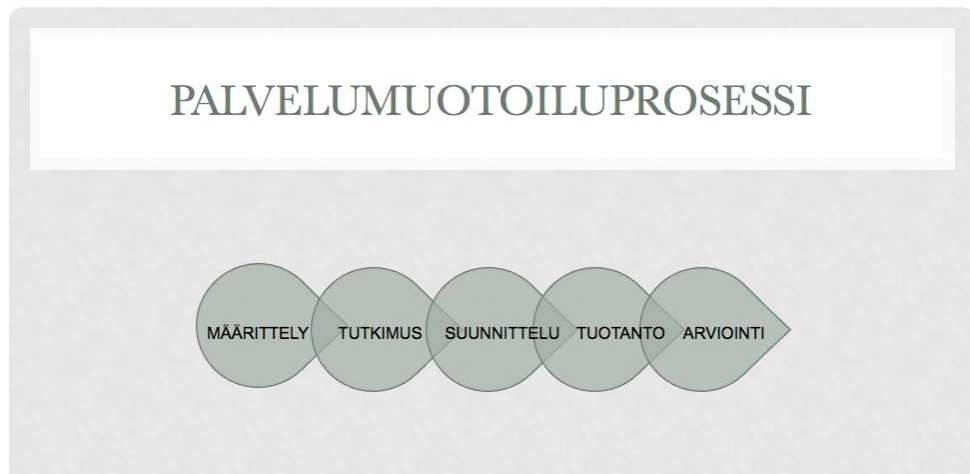 PALVELUMUOTOILUPROSESSI
MÄÄRITTELY TUTKIMUS SUUNNITTELU TUOTANTO ARVIOINTI